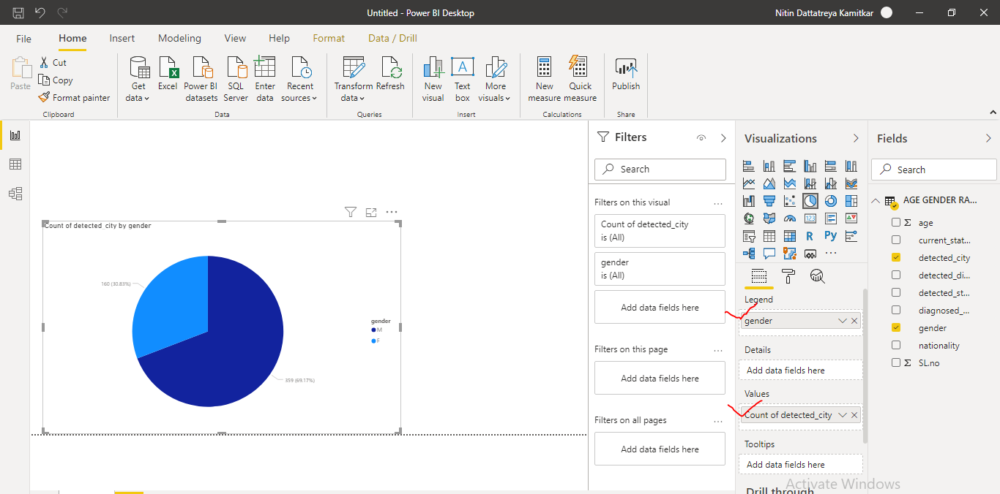 Untitled - Power BI Desktop
Nitin Dattatreya Kamitkar
File Home Insert Modeling View Help Format Data / Drill
Paste
Cut
Copy
Format painter
Clipboard
Get data
Excel
Power BI datasets
SQL Server
Enter data
Recent sources
Data
Transform data
Refresh
Queries
New visual
Text box
More visuals
Insert
New measure
Quick measure
Calculations
Publish
Share
Count of detected_city by gender
160 (30.83%)
359 (69.17%)
gender
M
F
Filters
Search
Filters on this visual
Count of detected_city
is (All)
gender
is (All)
Add data fields here
Filters on this page
Add data fields here
Filters on all pages
Add data fields here
Visualizations
123
R
Py
Legend
gender
Details
Add data fields here
Values
Count of detected_city
Tooltips
Add data fields here
Drill through
Fields
Search
AGE GENDER RA...
Σ age
current_stat...
detected_city
detected_di...
detected_st...
diagnosed_...
gender
nationality
Σ SL.no
Activate Windows